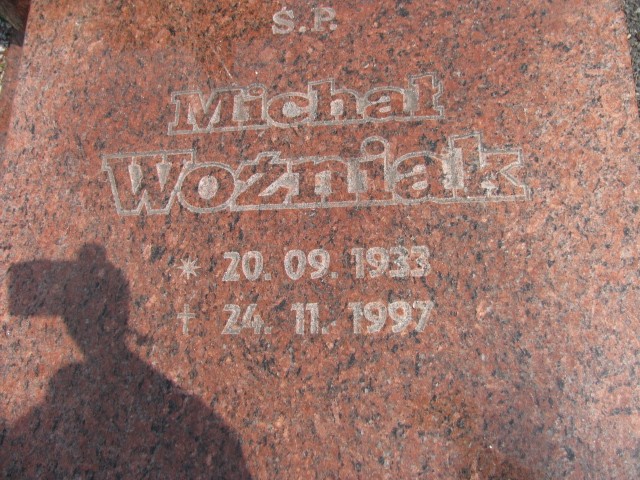 Ś.P.
Michał
Woźniak
* 20. 09. 1933
† 24. 11. 1997